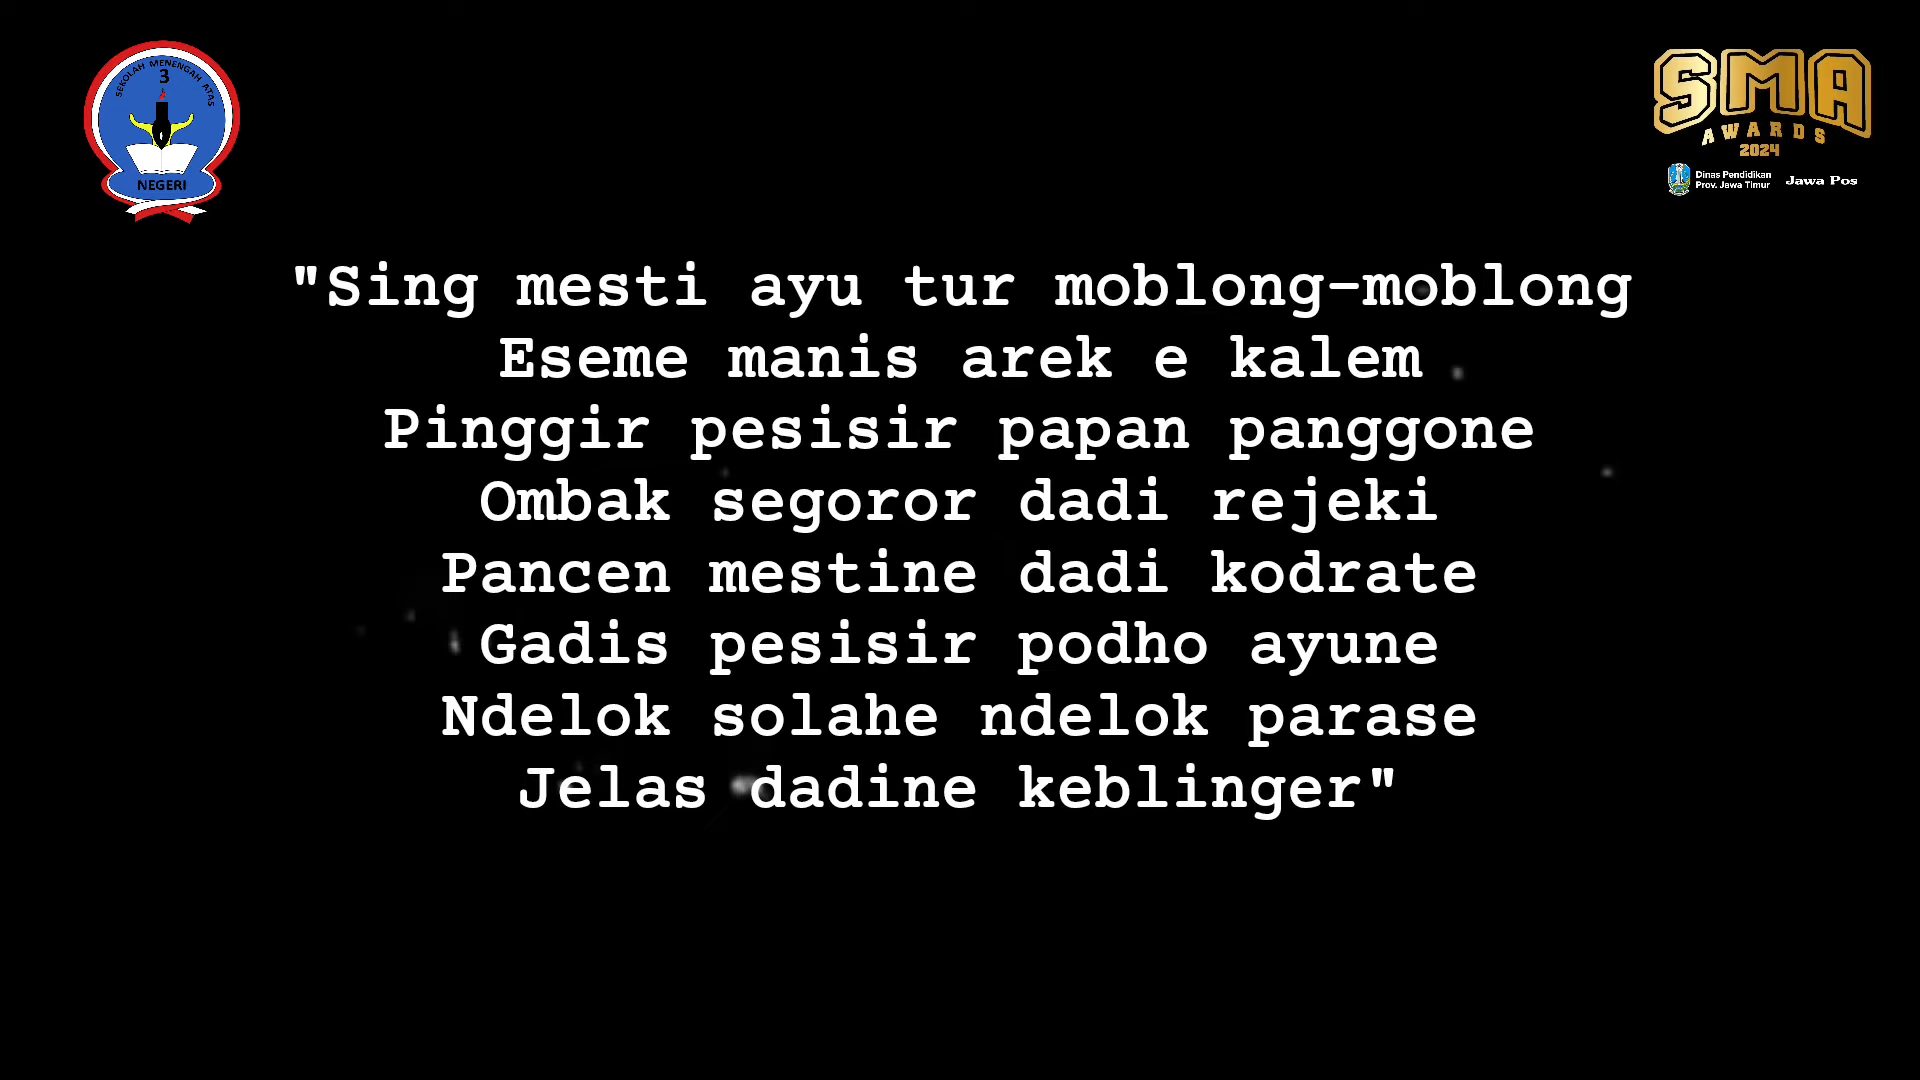 SEKOLAH MENENGAH ATAS
3
NEGERI
SMA
AWARDS
2024
Dinas Pendidikan
Prov. Jawa Timur
Jawa Pos
"Sing mesti ayu tur moblong-moblong
Eseme manis arek e kalem
Pinggir pesisir papan panggone
Ombak segoror dadi rejeki
Pancen mestine dadi kodrate
Gadis pesisir podho ayune
Ndelok solahe ndelok parase
Jelas dadine keblinger"